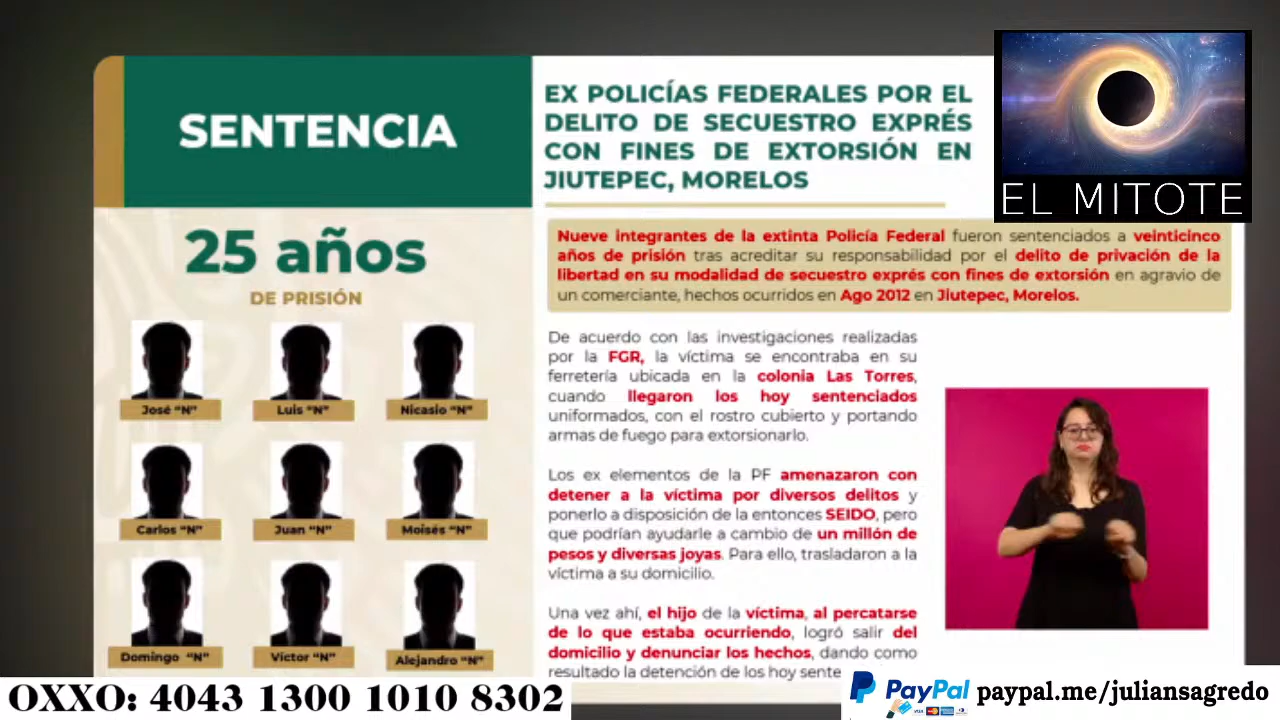 SENTENCIA
25 años
DE PRISIÓN
José “N”
Luis “N”
Nicasio “N”
Carlos “N”
Juan “N”
Moisés “N”
Domingo “N”
Víctor “N”
Alejandro “N”
EX POLICÍAS FEDERALES POR EL
DELITO DE SECUESTRO EXPRÉS
CON FINES DE EXTORSIÓN EN
JIUTEPEC, MORELOS
EL MITOTE
Nueve integrantes de la extinta Policía Federal fueron sentenciados a veinticinco
años de prisión tras acreditar su responsabilidad por el delito de privación de la
libertad en su modalidad de secuestro exprés con fines de extorsión en agravio de
un comerciante, hechos ocurridos en Ago 2012 en Jiutepec, Morelos.
De acuerdo con las investigaciones realizadas
por la FGR, la víctima se encontraba en su
ferretería ubicada en la colonia Las Torres,
cuando llegaron los hoy sentenciados
uniformados, con el rostro cubierto y portando
armas de fuego para extorsionarlo.
Los ex elementos de la PF amenazaron con
detener a la víctima por diversos delitos y
ponerlo a disposición de la entonces SEIDO, pero
que podrían ayudarle a cambio de un millón de
pesos y diversas joyas. Para ello, trasladaron a la
víctima a su domicilio.
Una vez ahí, el hijo de la víctima, al percatarse
de lo que estaba ocurriendo, logró salir del
domicilio y denunciar los hechos, dando como
resultado la detención de los hoy sente
OXXO: 4043 1300 1010 8302
PayPal paypal.me/juliansagredo